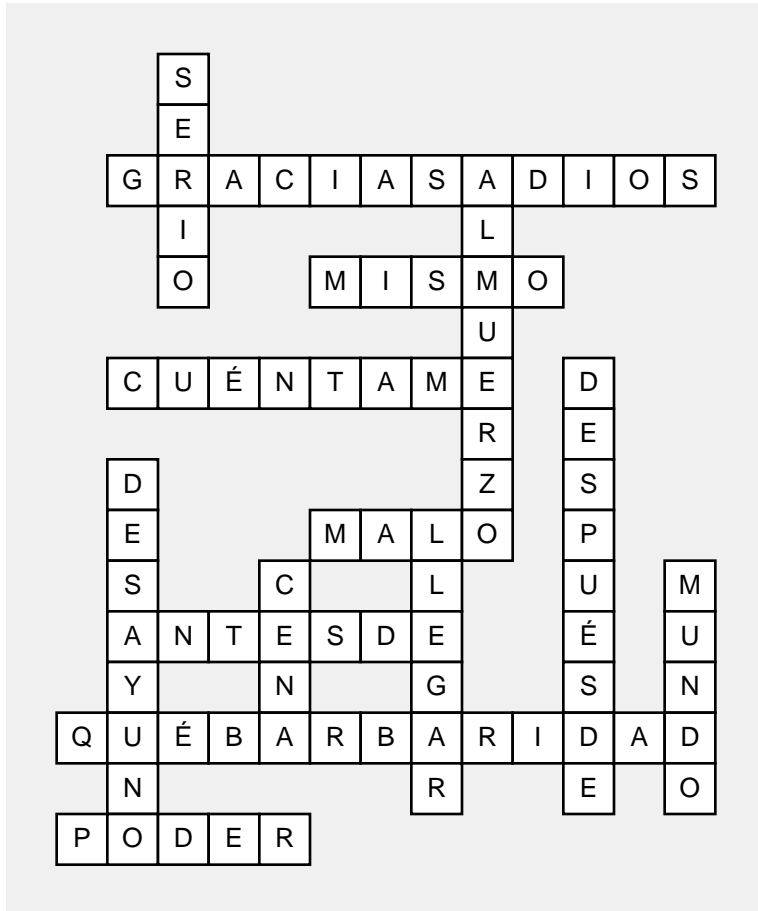 SERIO
GRACIASADIOS
ALMUERZO
MISMO
CUÉNTAME
DESPUÉSDE
DESAYUNO
MALO
LLEGAR
CENA
MUNDO
ANTESDE
QUÉBARBARIDAD
PODER